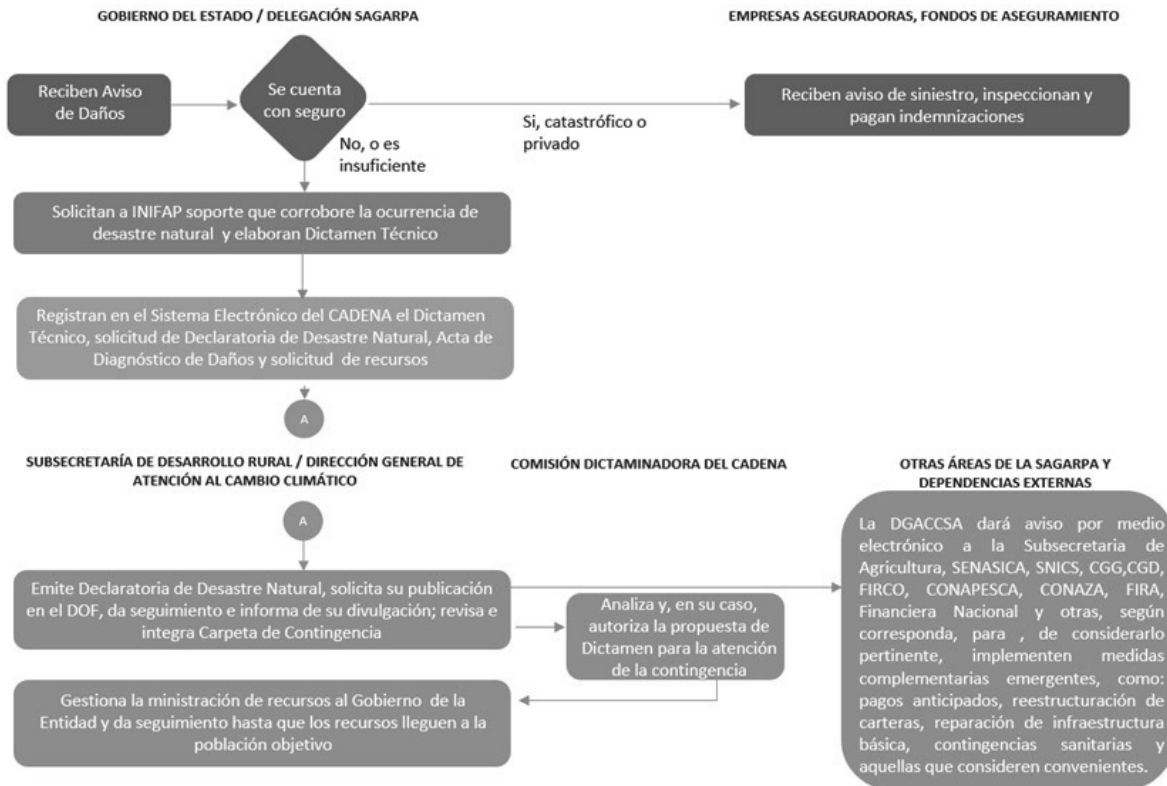 GOBIERNO DEL ESTADO / DELEGACIÓN SAGARPA
EMPRESAS ASEGURADORAS, FONDOS DE ASEGURAMIENTO
Reciben Aviso
de Daños
Se cuenta
con seguro
Si, catastrófico o
privado
Reciben aviso de siniestro, inspeccionan y
pagan indemnizaciones
No, o es
insuficiente
Solicitan a INIFAP soporte que corrobore la ocurrencia de
desastre natural y elaboran Dictamen Técnico
Registran en el Sistema Electrónico del CADENA el Dictamen
Técnico, solicitud de Declaratoria de Desastre Natural, Acta de
Diagnóstico de Daños y solicitud de recursos
A
SUBSECRETARÍA DE DESARROLLO RURAL / DIRECCIÓN GENERAL DE
ATENCIÓN AL CAMBIO CLIMÁTICO
COMISIÓN DICTAMINADORA DEL CADENA
OTRAS ÁREAS DE LA SAGARPA Y
DEPENDENCIAS EXTERNAS
A
Emite Declaratoria de Desastre Natural, solicita su publicación
en el DOF, da seguimiento e informa de su divulgación; revisa e
integra Carpeta de Contingencia
Analiza y, en su caso,
autoriza la propuesta de
Dictamen para la atención
de la contingencia
Gestiona la ministración de recursos al Gobierno de la
Entidad y da seguimiento hasta que los recursos lleguen a la
población objetivo
La DGACCSA dará aviso por medio
electrónico a la Subsecretaria de
Agricultura, SENASICA, SNICS, CGG,CGD,
FIRCO, CONAPESCA, CONAZA, FIRA,
Financiera Nacional y otras, según
corresponda, para , de considerarlo
pertinente, implementen medidas
complementarias emergentes, como:
pagos anticipados, reestructuración de
carteras, reparación de infraestructura
básica, contingencias sanitarias y
aquellas que consideren convenientes.